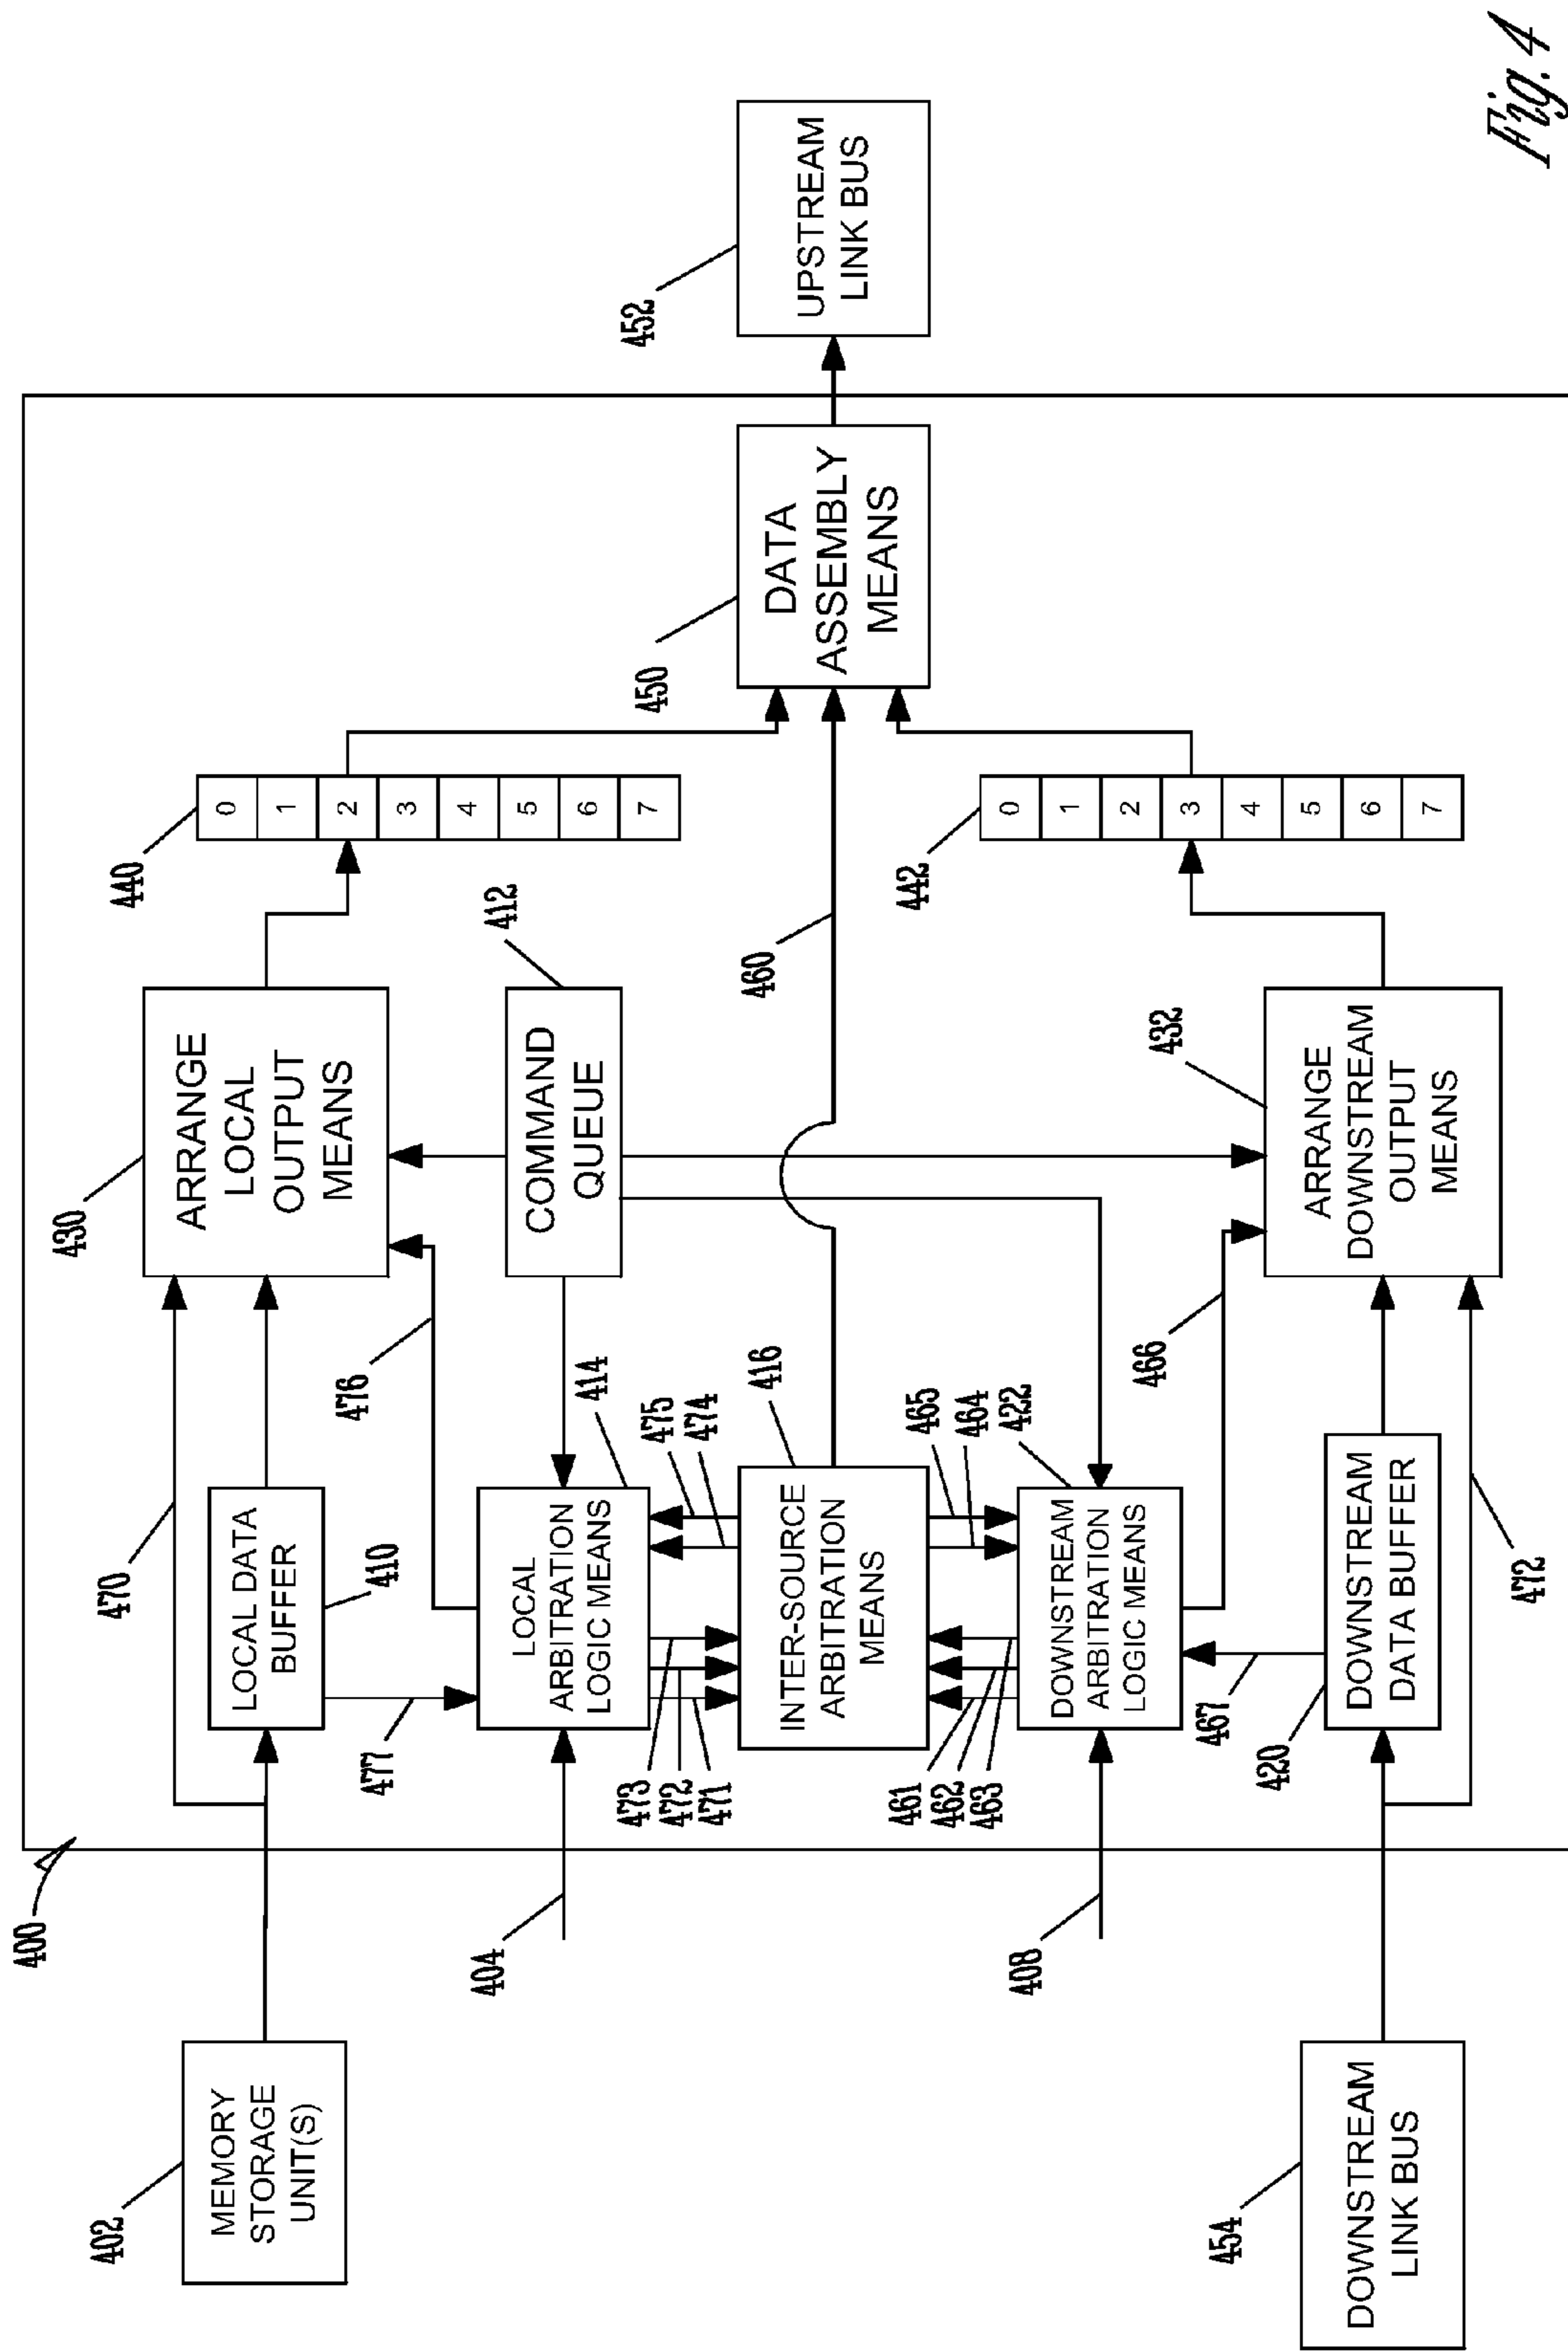 400
402
MEMORY
STORAGE
UNIT(S)
470
LOCAL DATA
BUFFER
410
477
430
ARRANGE
LOCAL
OUTPUT
MEANS
440
0
1
2
3
4
5
6
7
476
404
LOCAL
ARBITRATION
LOGIC MEANS
414
412
COMMAND
QUEUE
473
472
471
475
474
INTER-SOURCE
ARBITRATION
MEANS
416
460
450
DATA
ASSEMBLY
MEANS
452
UPSTREAM
LINK BUS
461
462
463
465
464
422
408
DOWNSTREAM
ARBITRATION
LOGIC MEANS
466
467
432
ARRANGE
DOWNSTREAM
OUTPUT
MEANS
442
0
1
2
3
4
5
6
7
420
DOWNSTREAM
DATA BUFFER
472
454
DOWNSTREAM
LINK BUS
Fig. 4